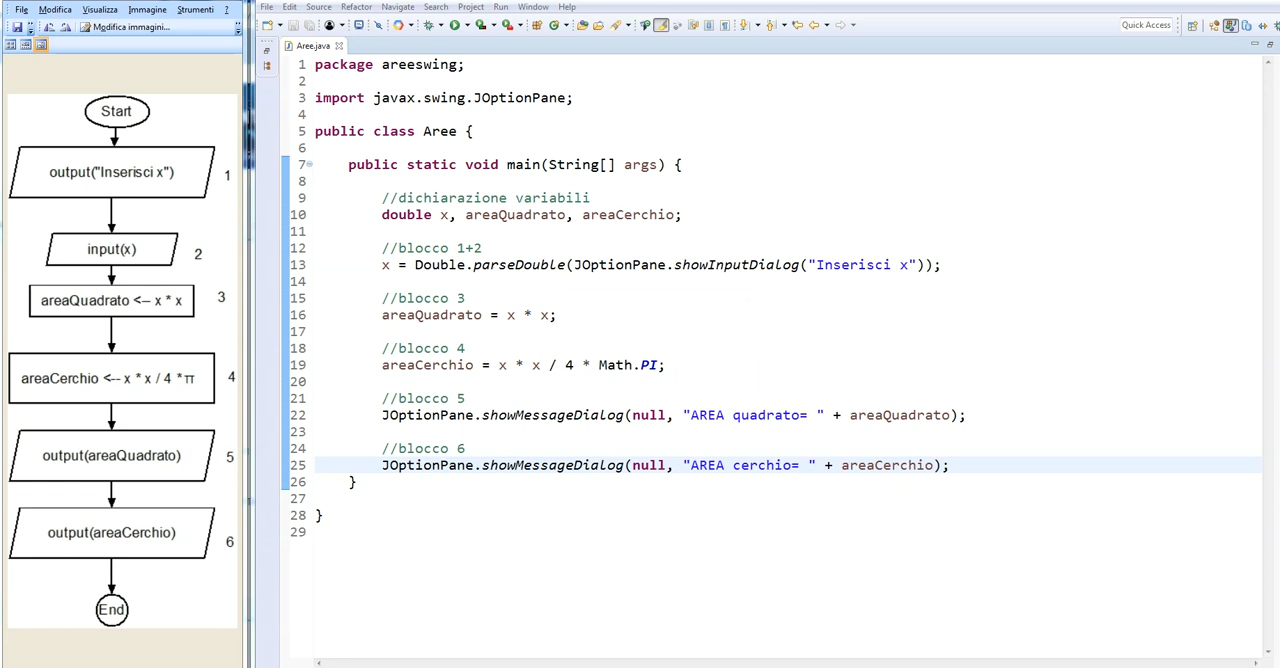 File Modifica Visualizza Immagine Strumenti ?
Modifica immagini...
Start
output("Inserisci x")
1
input(x)
2
areaQuadrato <-- x * x
3
areaCerchio <-- x * x / 4 * π
4
output(areaQuadrato)
5
output(areaCerchio)
6
End
File Edit Source Refactor Navigate Search Project Run Window Help
Quick Access
Aree.java
1 package areeswing;
2
3 import javax.swing.JOptionPane;
4
5 public class Aree {
6
7 public static void main(String[] args) {
8
9 //dichiarazione variabili
10 double x, areaQuadrato, areaCerchio;
11
12 //blocco 1+2
13 x = Double.parseDouble(JOptionPane.showInputDialog("Inserisci x"));
14
15 //blocco 3
16 areaQuadrato = x * x;
17
18 //blocco 4
19 areaCerchio = x * x / 4 * Math.PI;
20
21 //blocco 5
22 JOptionPane.showMessageDialog(null, "AREA quadrato= " + areaQuadrato);
23
24 //blocco 6
25 JOptionPane.showMessageDialog(null, "AREA cerchio= " + areaCerchio);
26 }
27
28 }
29